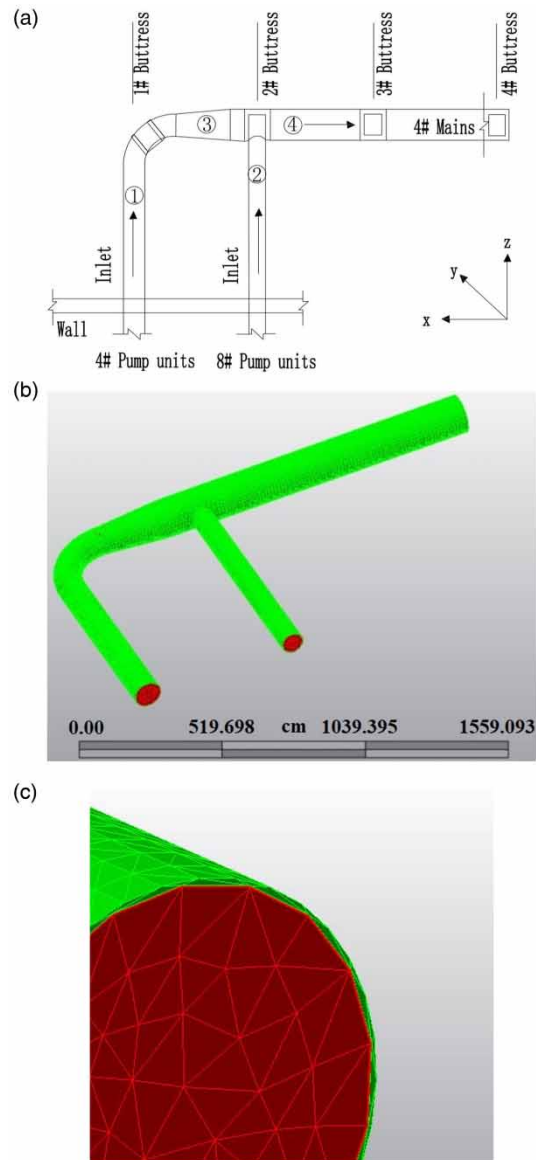 (a)
1# Buttress
2# Buttress
3# Buttress
4# Buttress
③
④
4# Mains
①
②
Inlet
Inlet
z
y
x
Wall
4# Pump units
8# Pump units
(b)
0.00 519.698 cm 1039.395 1559.093
(c)